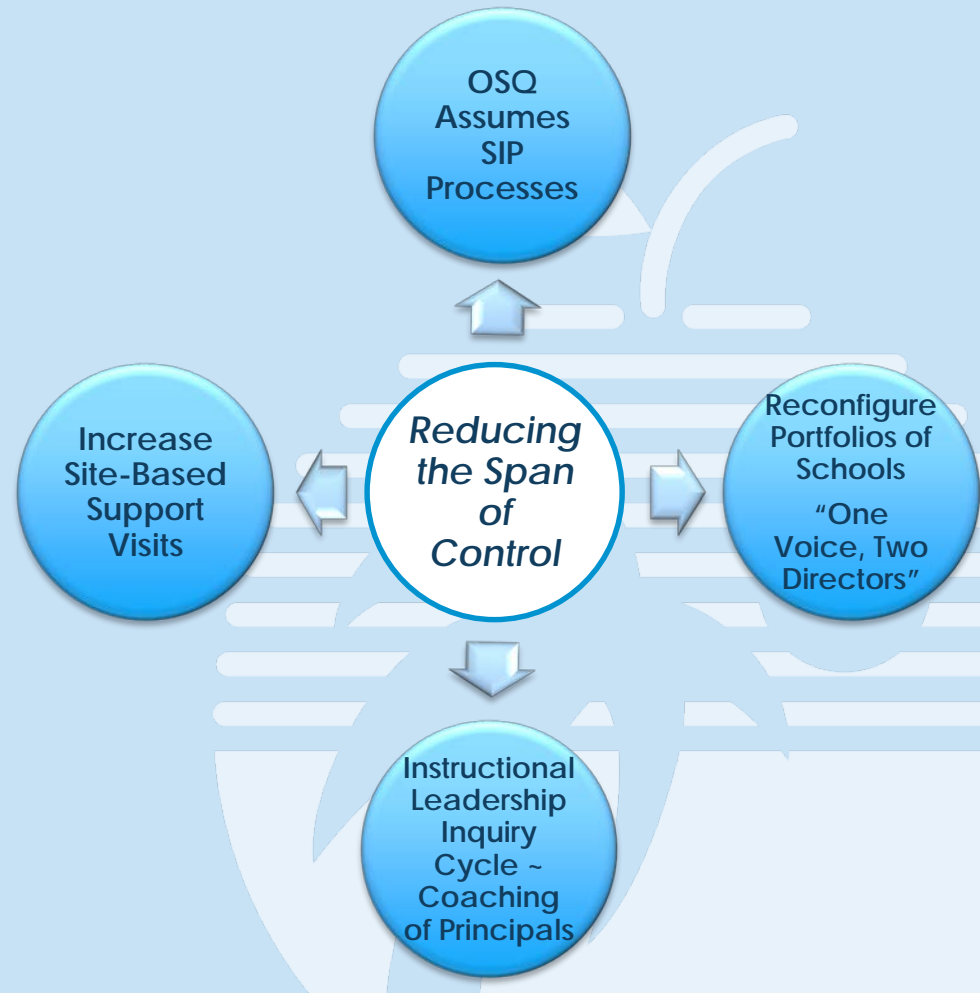 OSQ
Assumes
SIP
Processes
Increase
Site-Based
Support
Visits
Reducing
the Span
of
Control
Reconfigure
Portfolios of
Schools
“One
Voice, Two
Directors”
Instructional
Leadership
Inquiry
Cycle ~
Coaching
of Principals